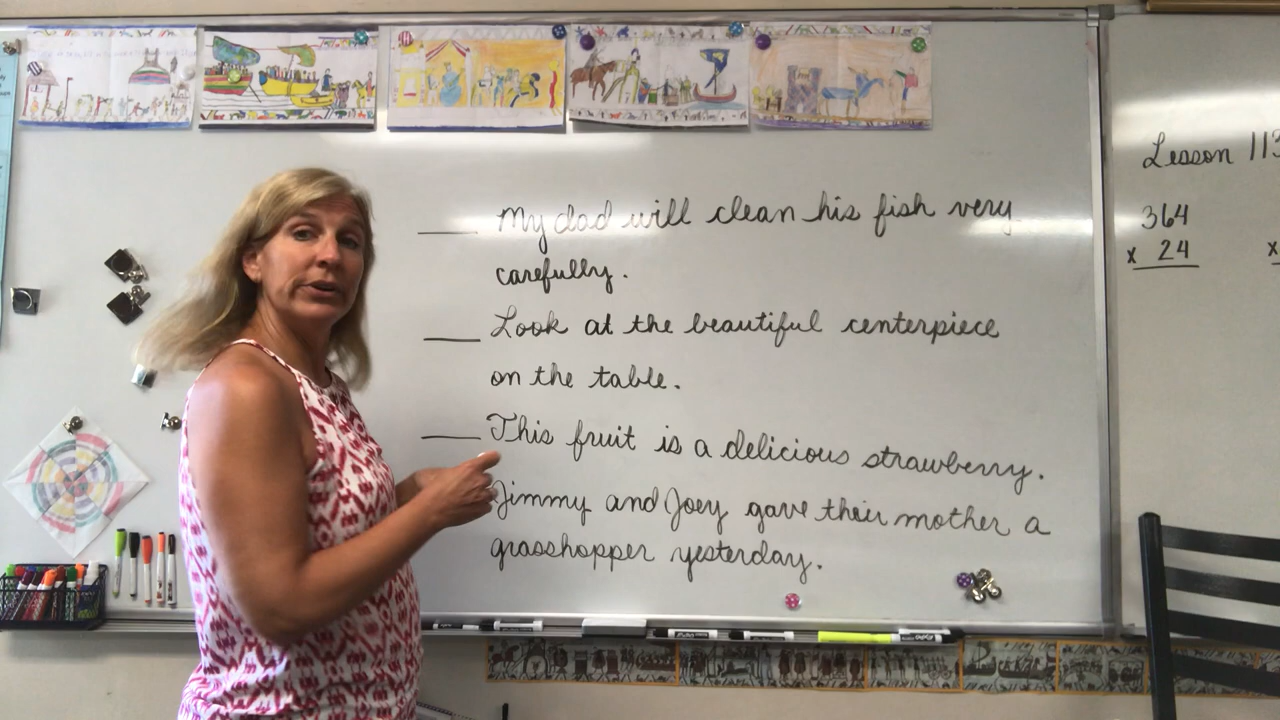 My dad will clean his fish very
carefully.
Look at the beautiful centerpiece
on the table.
This fruit is a delicious strawberry.
Jimmy and Joey gave their mother a
grasshopper yesterday.
Lesson 113
364
x 24
x